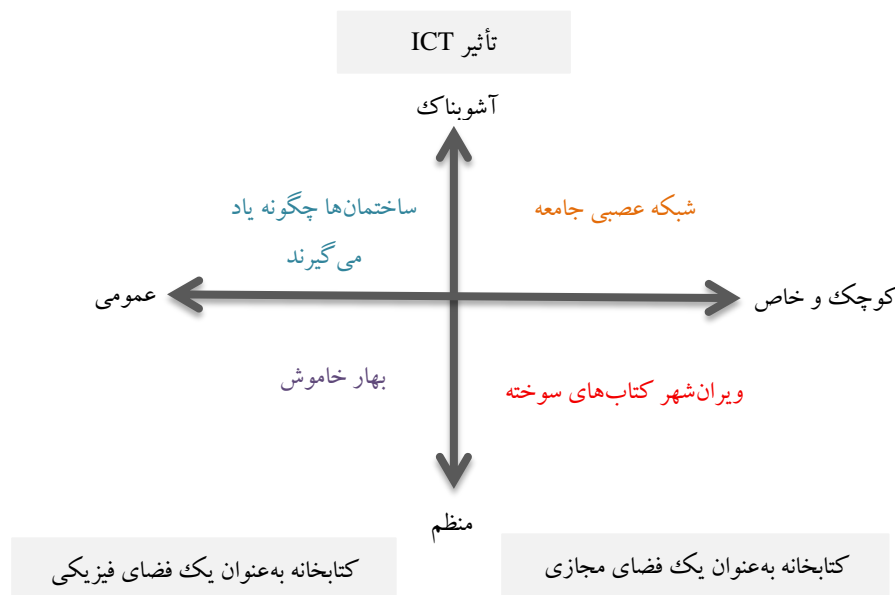 تأثیر ICT
آشوبناک
شبکه عصبی جامعه
ساختمان‌ها چگونه یاد
می‌گیرند
کوچک و خاص
عمومی
ویران‌شهر کتاب‌های سوخته
بهار خاموش
منظم
کتابخانه به‌عنوان یک فضای مجازی
کتابخانه به‌عنوان یک فضای فیزیکی